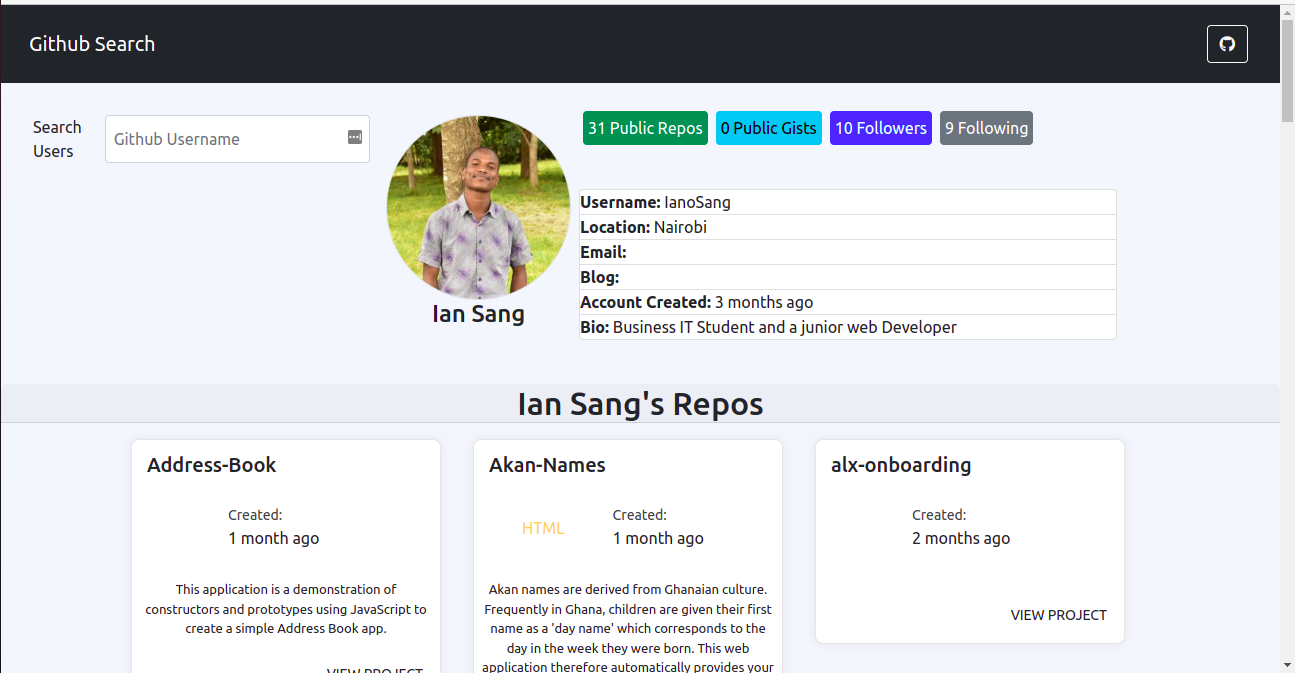 Github Search
Search
Users
Github Username
31 Public Repos
0 Public Gists
10 Followers
9 Following
Ian Sang
Username: IanoSang
Location: Nairobi
Email:
Blog:
Account Created: 3 months ago
Bio: Business IT Student and a junior web Developer
Ian Sang's Repos
Address-Book
Created:
1 month ago
This application is a demonstration of
constructors and prototypes using JavaScript to
create a simple Address Book app.
VIEW PROJECT
Akan-Names
HTML
Created:
1 month ago
Akan names are derived from Ghanaian culture.
Frequently in Ghana, children are given their first
name as a 'day name' which corresponds to the
day in the week they were born. This web
application therefore automatically provides your
alx-onboarding
Created:
2 months ago
VIEW PROJECT